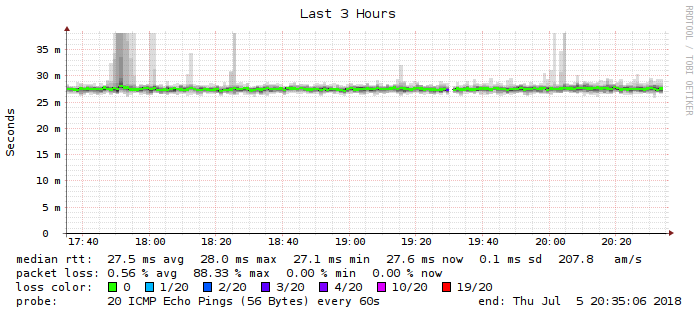 Last 3 Hours
RRDTOOL / TOBI OETIKER
Seconds
35 m
30 m
25 m
20 m
15 m
10 m
5 m
0
17:40 18:00 18:20 18:40 19:00 19:20 19:40 20:00 20:20
median rtt: 27.5 ms avg 28.0 ms max 27.1 ms min 27.6 ms now 0.1 ms sd 207.8 am/s
packet loss: 0.56 % avg 88.33 % max 0.00 % min 0.00 % now
loss color: 0 1/20 2/20 3/20 4/20 10/20 19/20
probe: 20 ICMP Echo Pings (56 Bytes) every 60s end: Thu Jul 5 20:35:06 2018